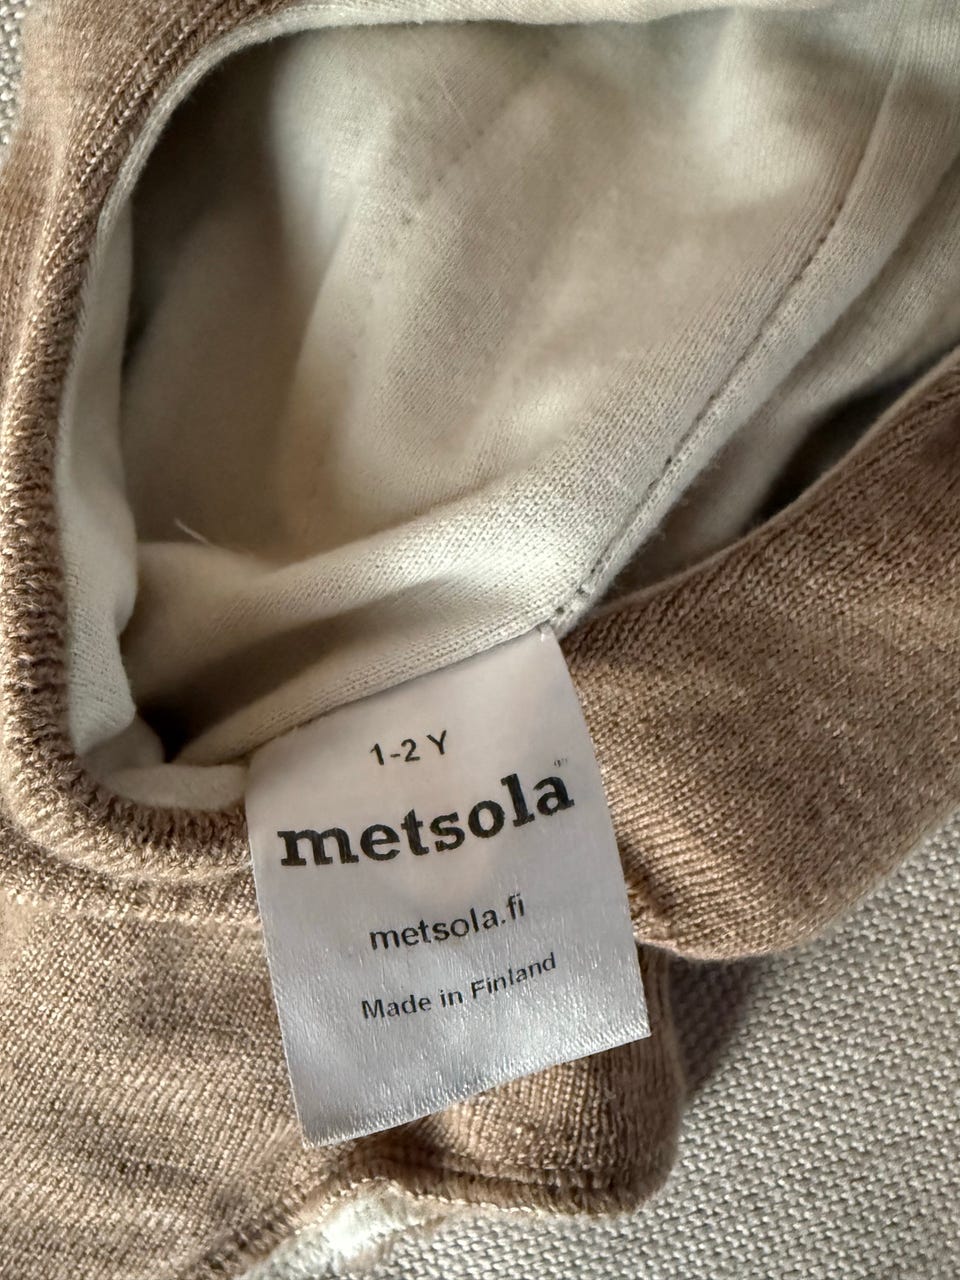 1-2 Y
metsola
metsola.fi
Made in Finland